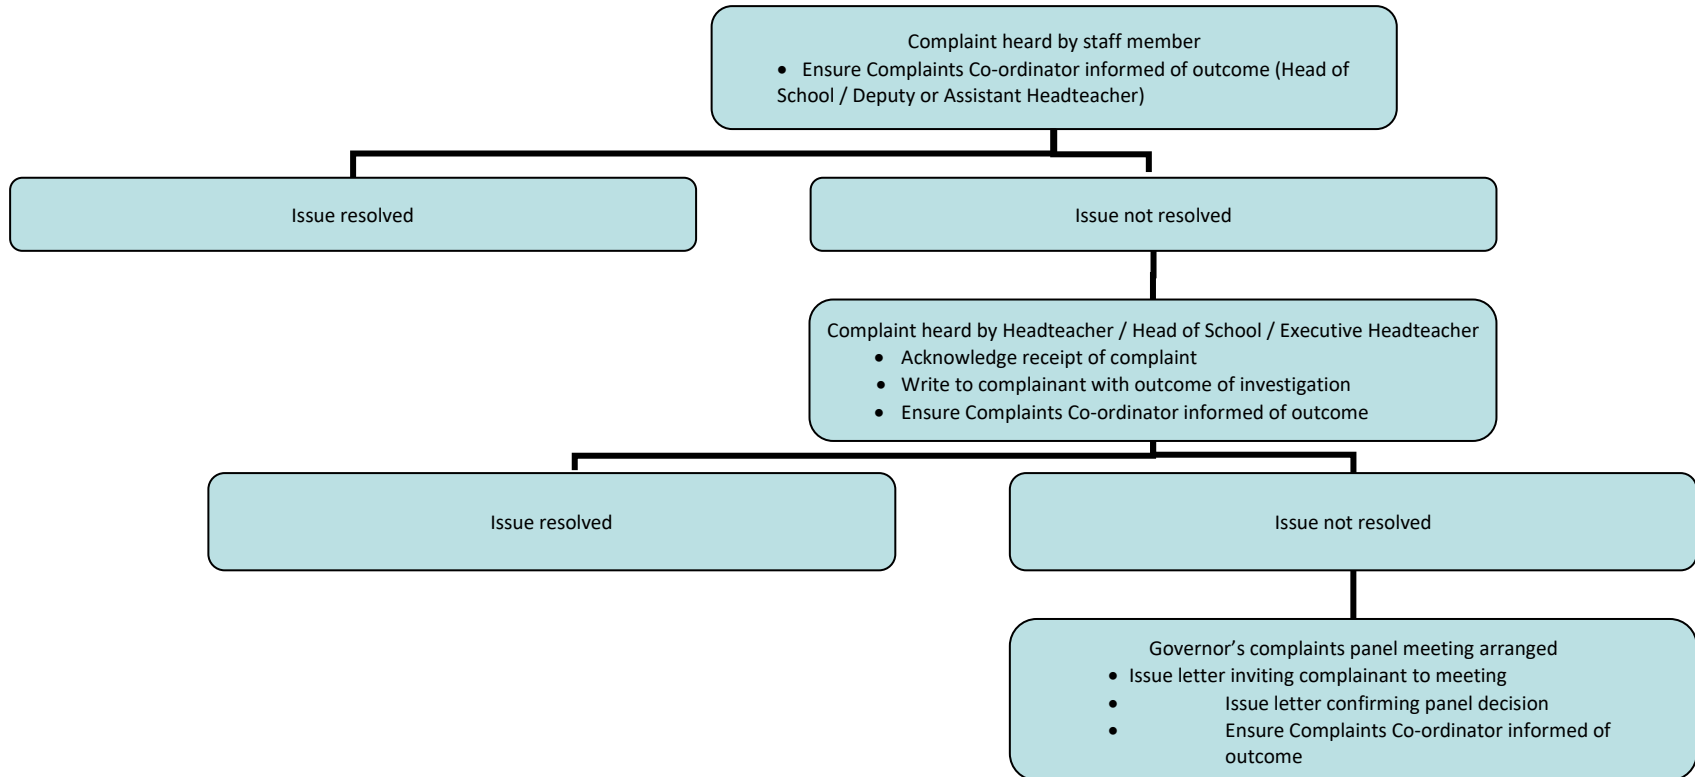 Complaint heard by staff member
• Ensure Complaints Co-ordinator informed of outcome (Head of
School / Deputy or Assistant Headteacher)
Issue resolved
Issue not resolved
Complaint heard by Headteacher / Head of School / Executive Headteacher
• Acknowledge receipt of complaint
• Write to complainant with outcome of investigation
• Ensure Complaints Co-ordinator informed of outcome
Issue resolved
Issue not resolved
Governor’s complaints panel meeting arranged
• Issue letter inviting complainant to meeting
• Issue letter confirming panel decision
• Ensure Complaints Co-ordinator informed of
outcome